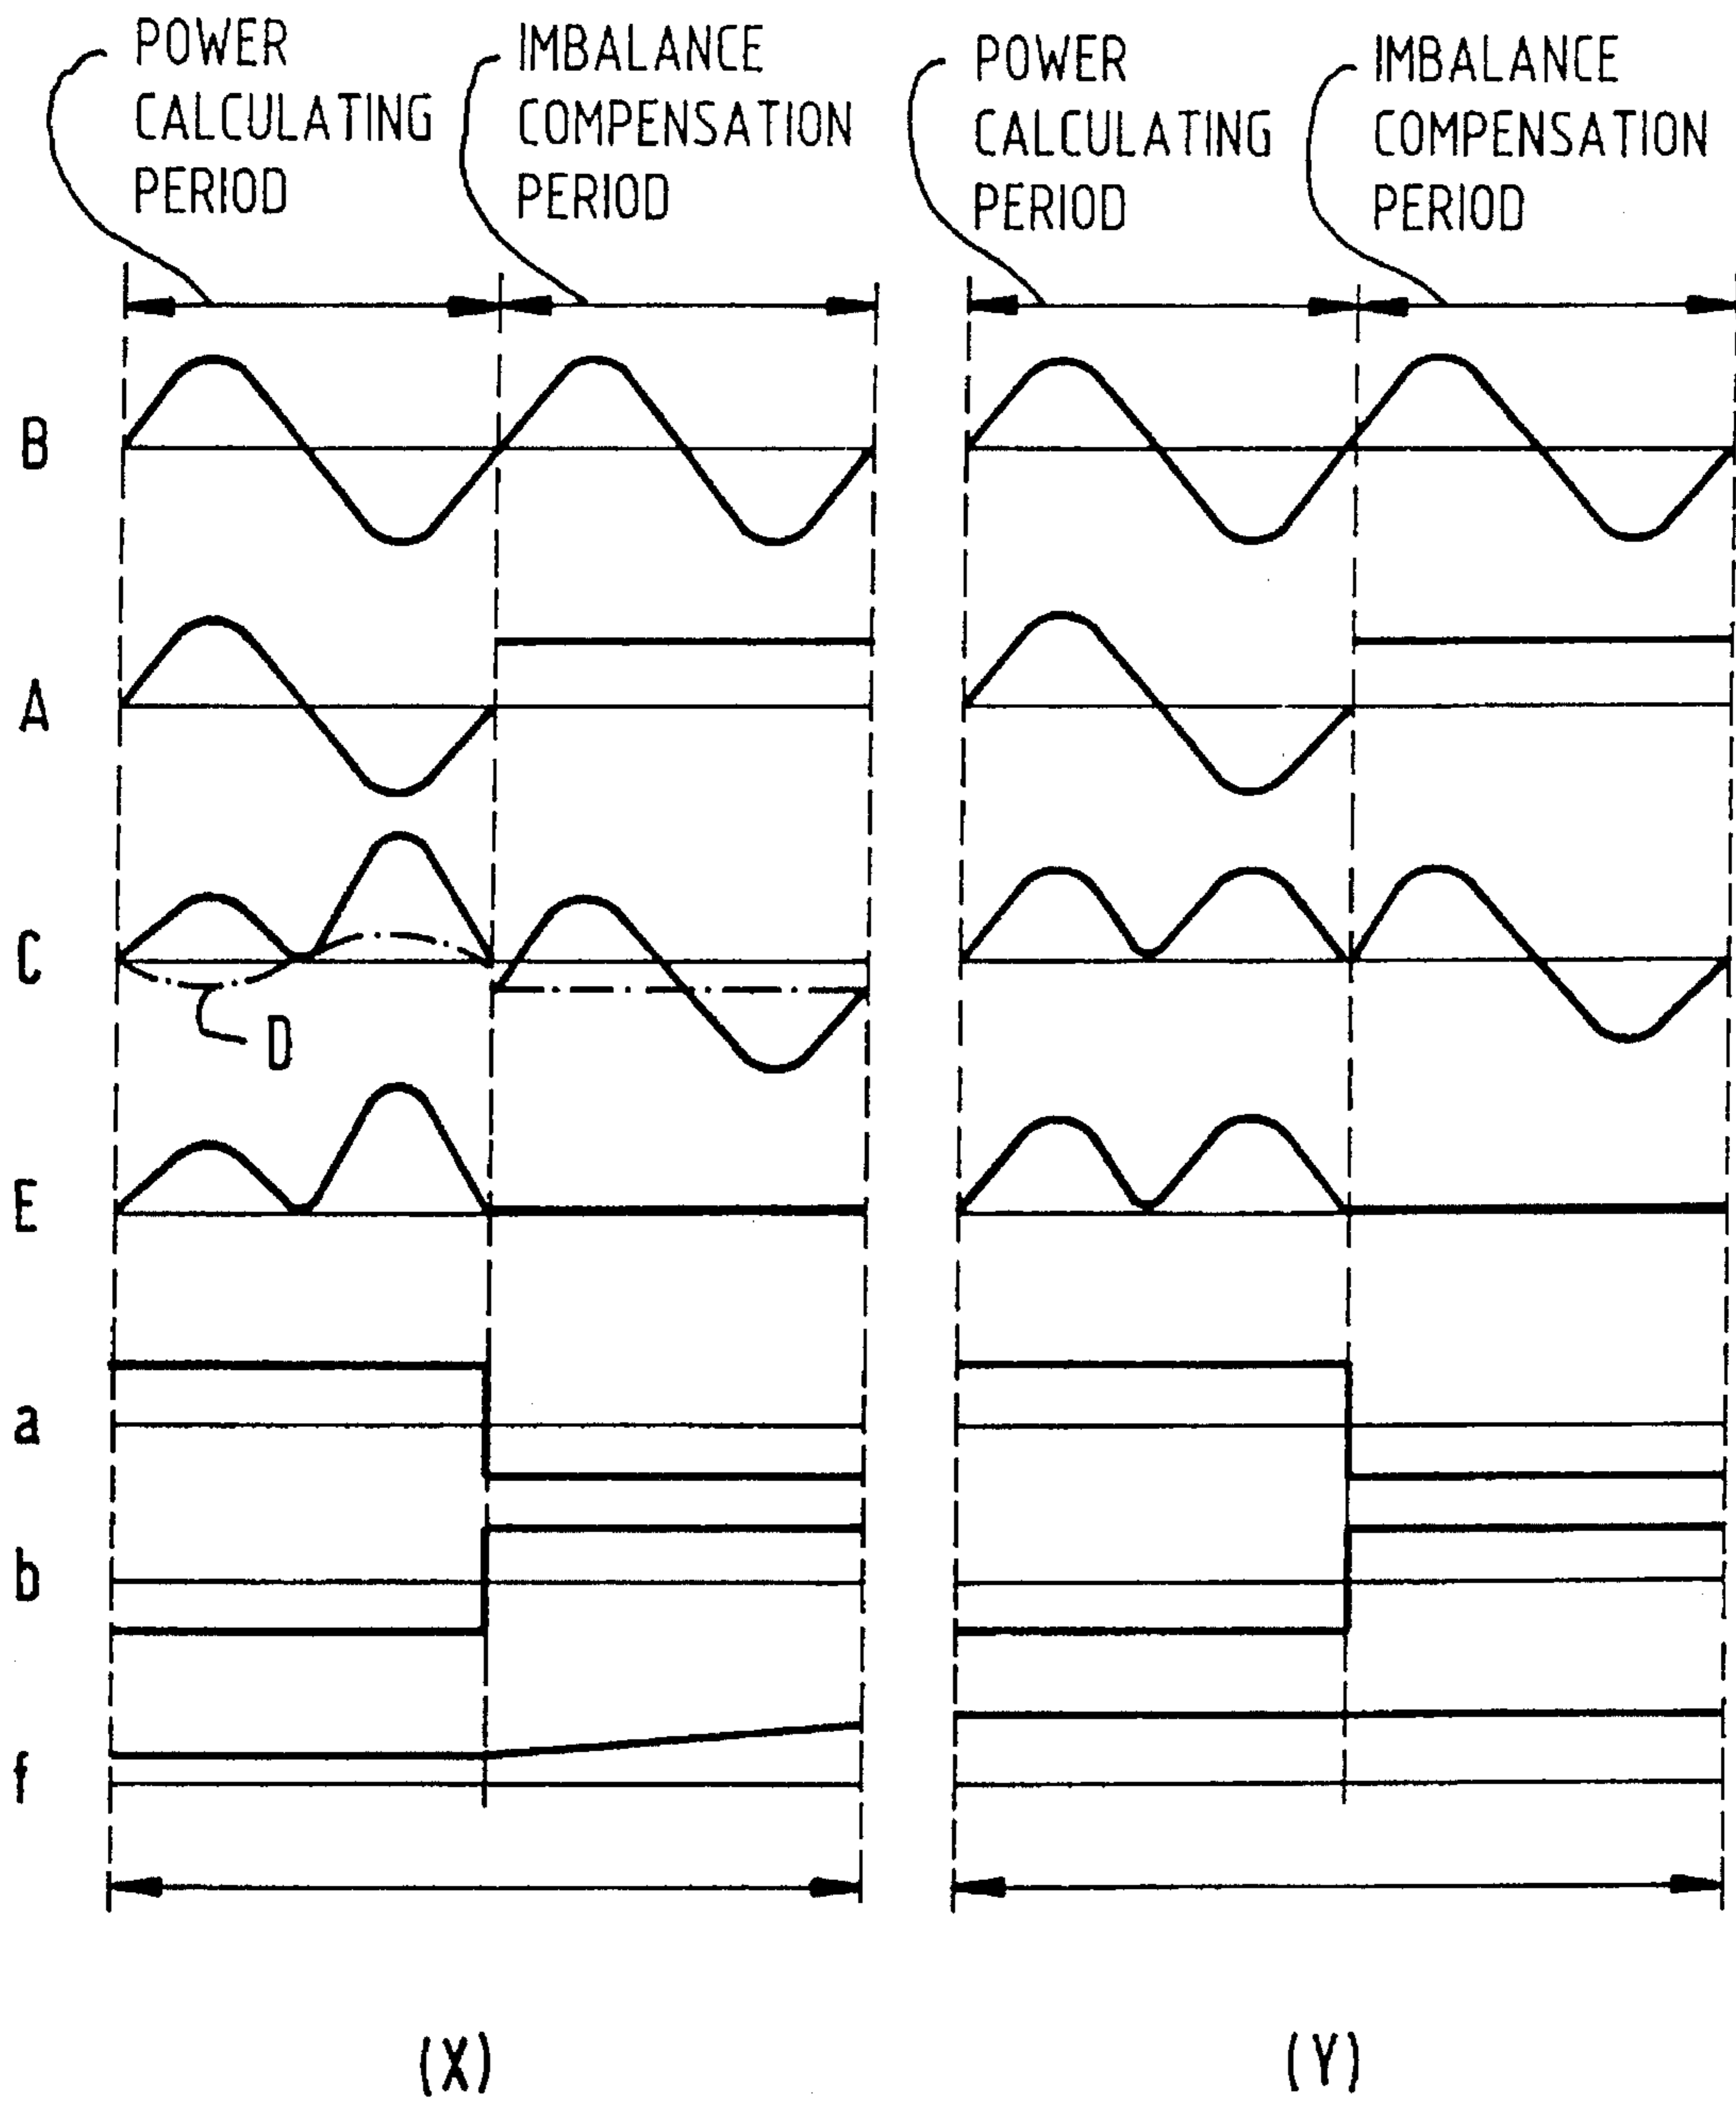 POWER
CALCULATING
PERIOD
IMBALANCE
COMPENSATION
PERIOD
POWER
CALCULATING
PERIOD
IMBALANCE
COMPENSATION
PERIOD
B
A
C
D
E
a
b
f
(X)
(Y)